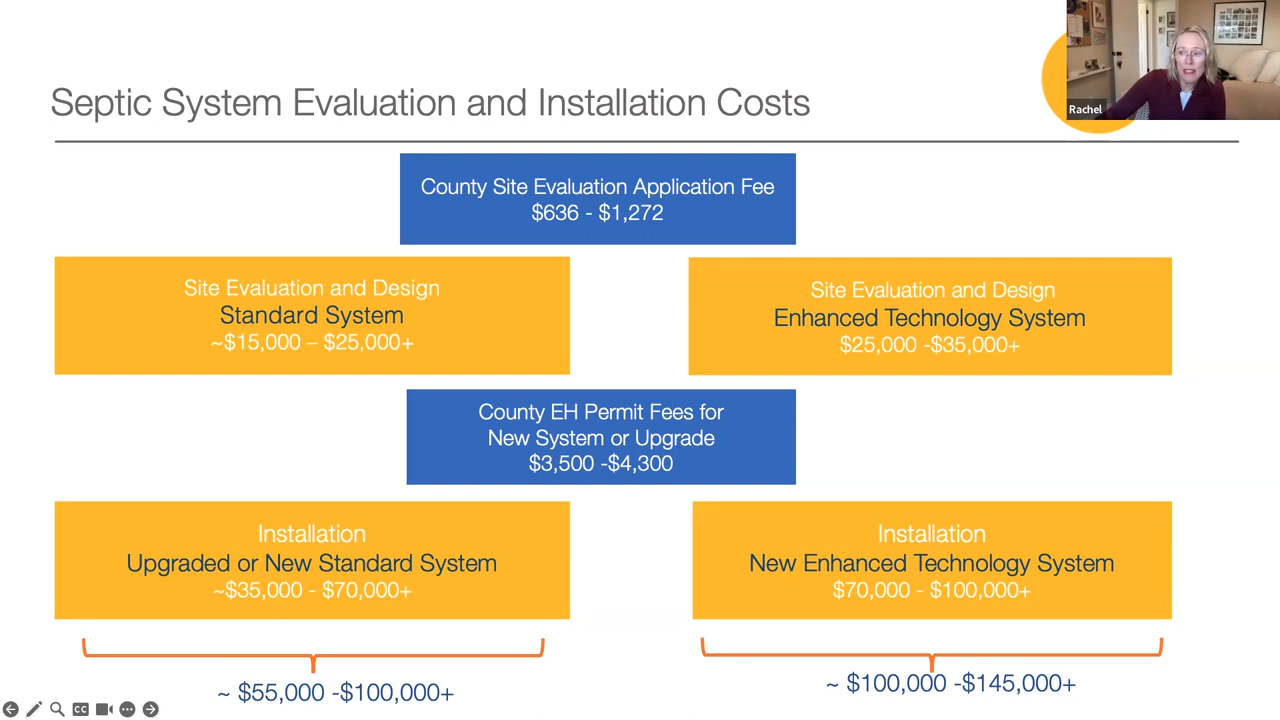 Septic System Evaluation and Installation Costs
Rachel
County Site Evaluation Application Fee
$636 - $1,272
Site Evaluation and Design
Standard System
~$15,000 – $25,000+
Site Evaluation and Design
Enhanced Technology System
$25,000 -$35,000+
County EH Permit Fees for
New System or Upgrade
$3,500 -$4,300
Installation
Upgraded or New Standard System
~$35,000 - $70,000+
Installation
New Enhanced Technology System
$70,000 - $100,000+
~ $55,000 -$100,000+
~ $100,000 -$145,000+
CC